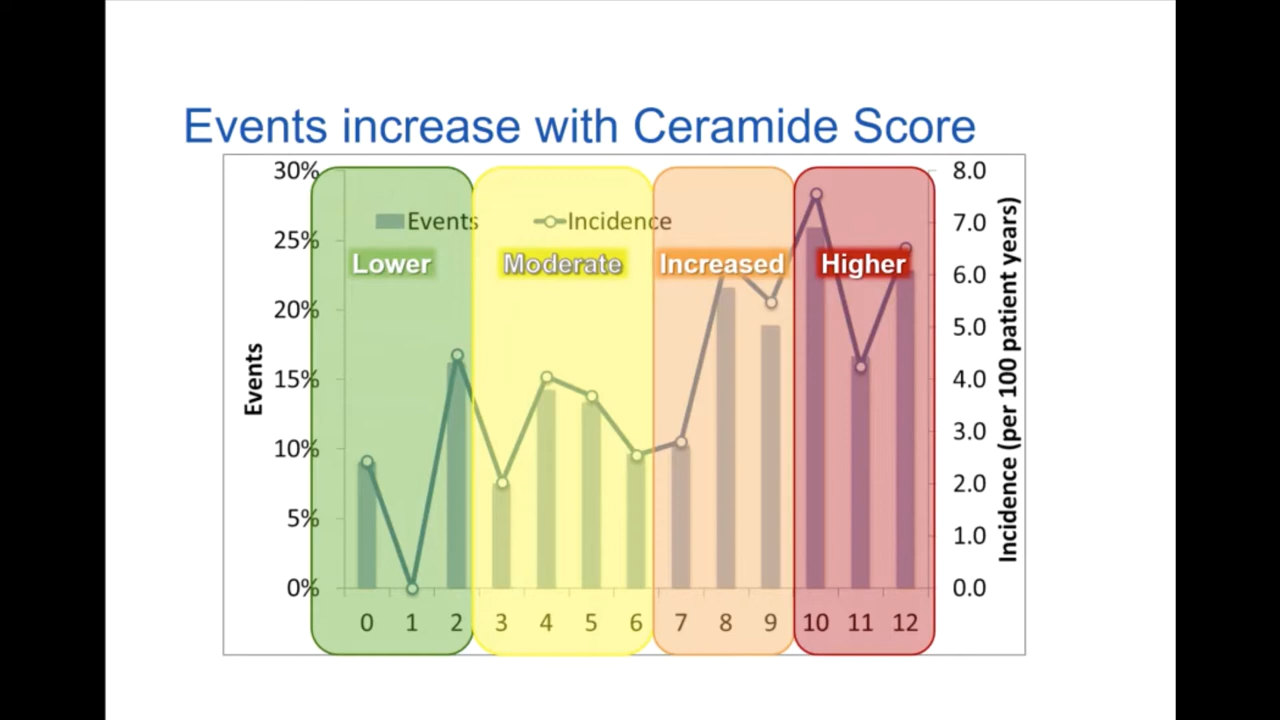 Events increase with Ceramide Score
30%
25%
20%
15%
10%
5%
0%
Events
Events Incidence
Lower Moderate Increased Higher
8.0
7.0
6.0
5.0
4.0
3.0
2.0
1.0
0.0
Incidence (per 100 patient years)
0 1 2 3 4 5 6 7 8 9 10 11 12